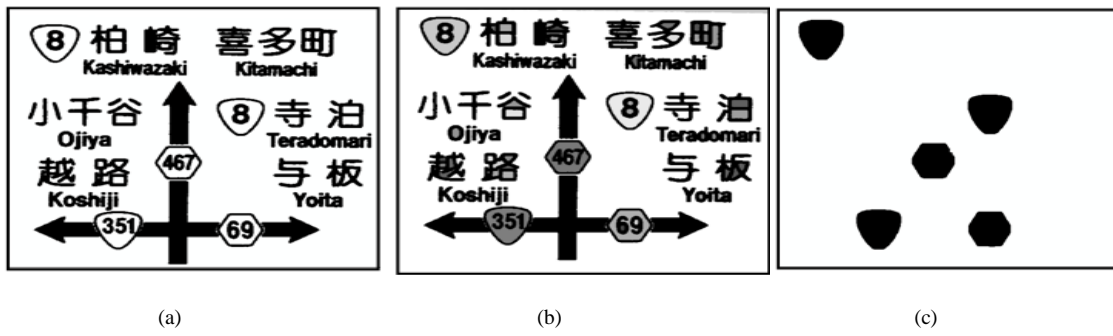 8 柏崎 喜多町
Kashiwazaki Kitamachi
小千谷 8 寺泊
Ojiya Teradomari
越路 467 与板
Koshiji Yoita
351 69
8 柏崎 喜多町
Kashiwazaki Kitamachi
小千谷 8 寺泊
Ojiya Teradomari
越路 467 与板
Koshiji Yoita
351 69
(a) (b) (c)